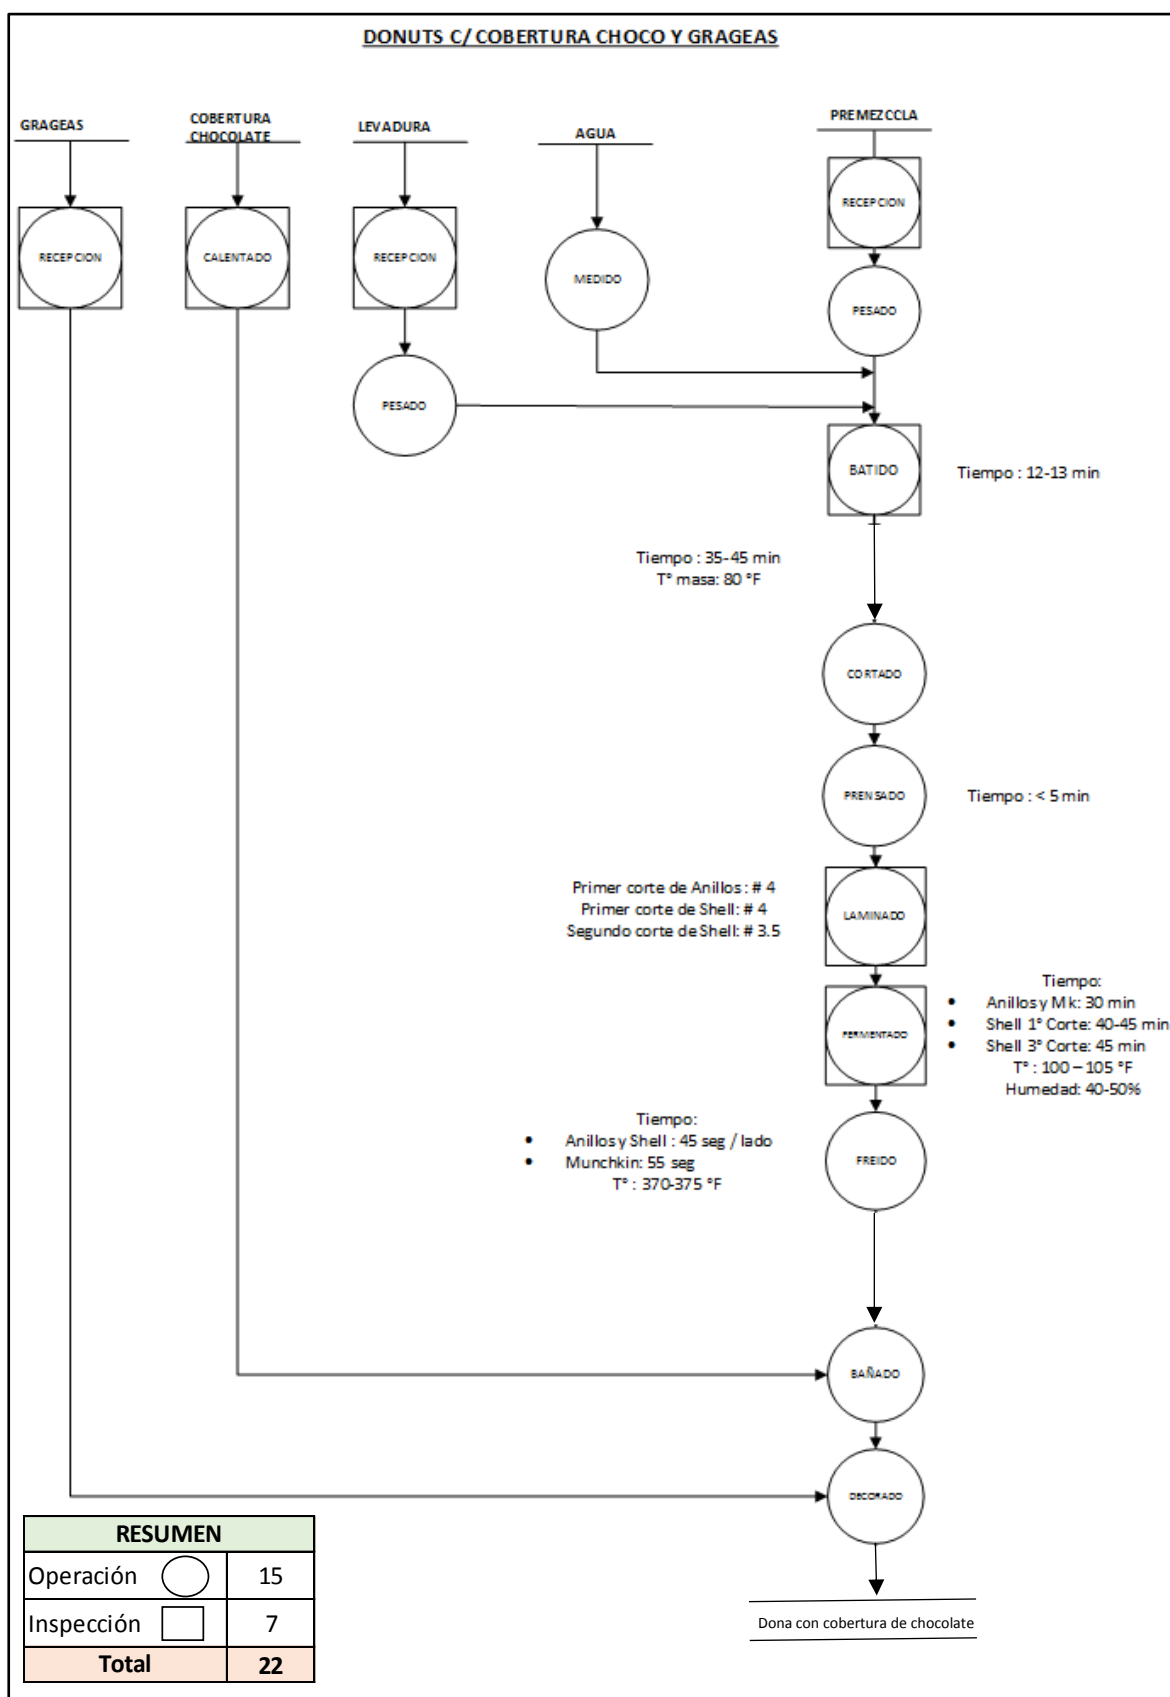 DONUTS C/ COBERTURA CHOCO Y GRAGEAS
GRAGEAS
COBERTURA
CHOCOLATE
LEVADURA
AGUA
PREMEZCCLA
RECEPCION
CALENTADO
RECEPCION
MEDIDO
RECEPCION
PESADO
PESADO
BATIDO
Tiempo : 12-13 min
Tiempo : 35-45 min
T° masa: 80 °F
CORTADO
PRENSADO
Tiempo : < 5 min
Primer corte de Anillos : # 4
Primer corte de Shell: # 4
Segundo corte de Shell: # 3.5
LAMINADO
FERMENTADO
Tiempo:
• Anillos y Mk: 30 min
• Shell 1° Corte: 40-45 min
• Shell 3° Corte: 45 min
T° : 100 – 105 °F
Humedad: 40-50%
Tiempo:
• Anillos y Shell : 45 seg / lado
• Munchkin: 55 seg
T° : 370-375 °F
FREIDO
BAÑADO
DECORADO
RESUMEN
Operación 15
Inspección 7
Total 22
Dona con cobertura de chocolate